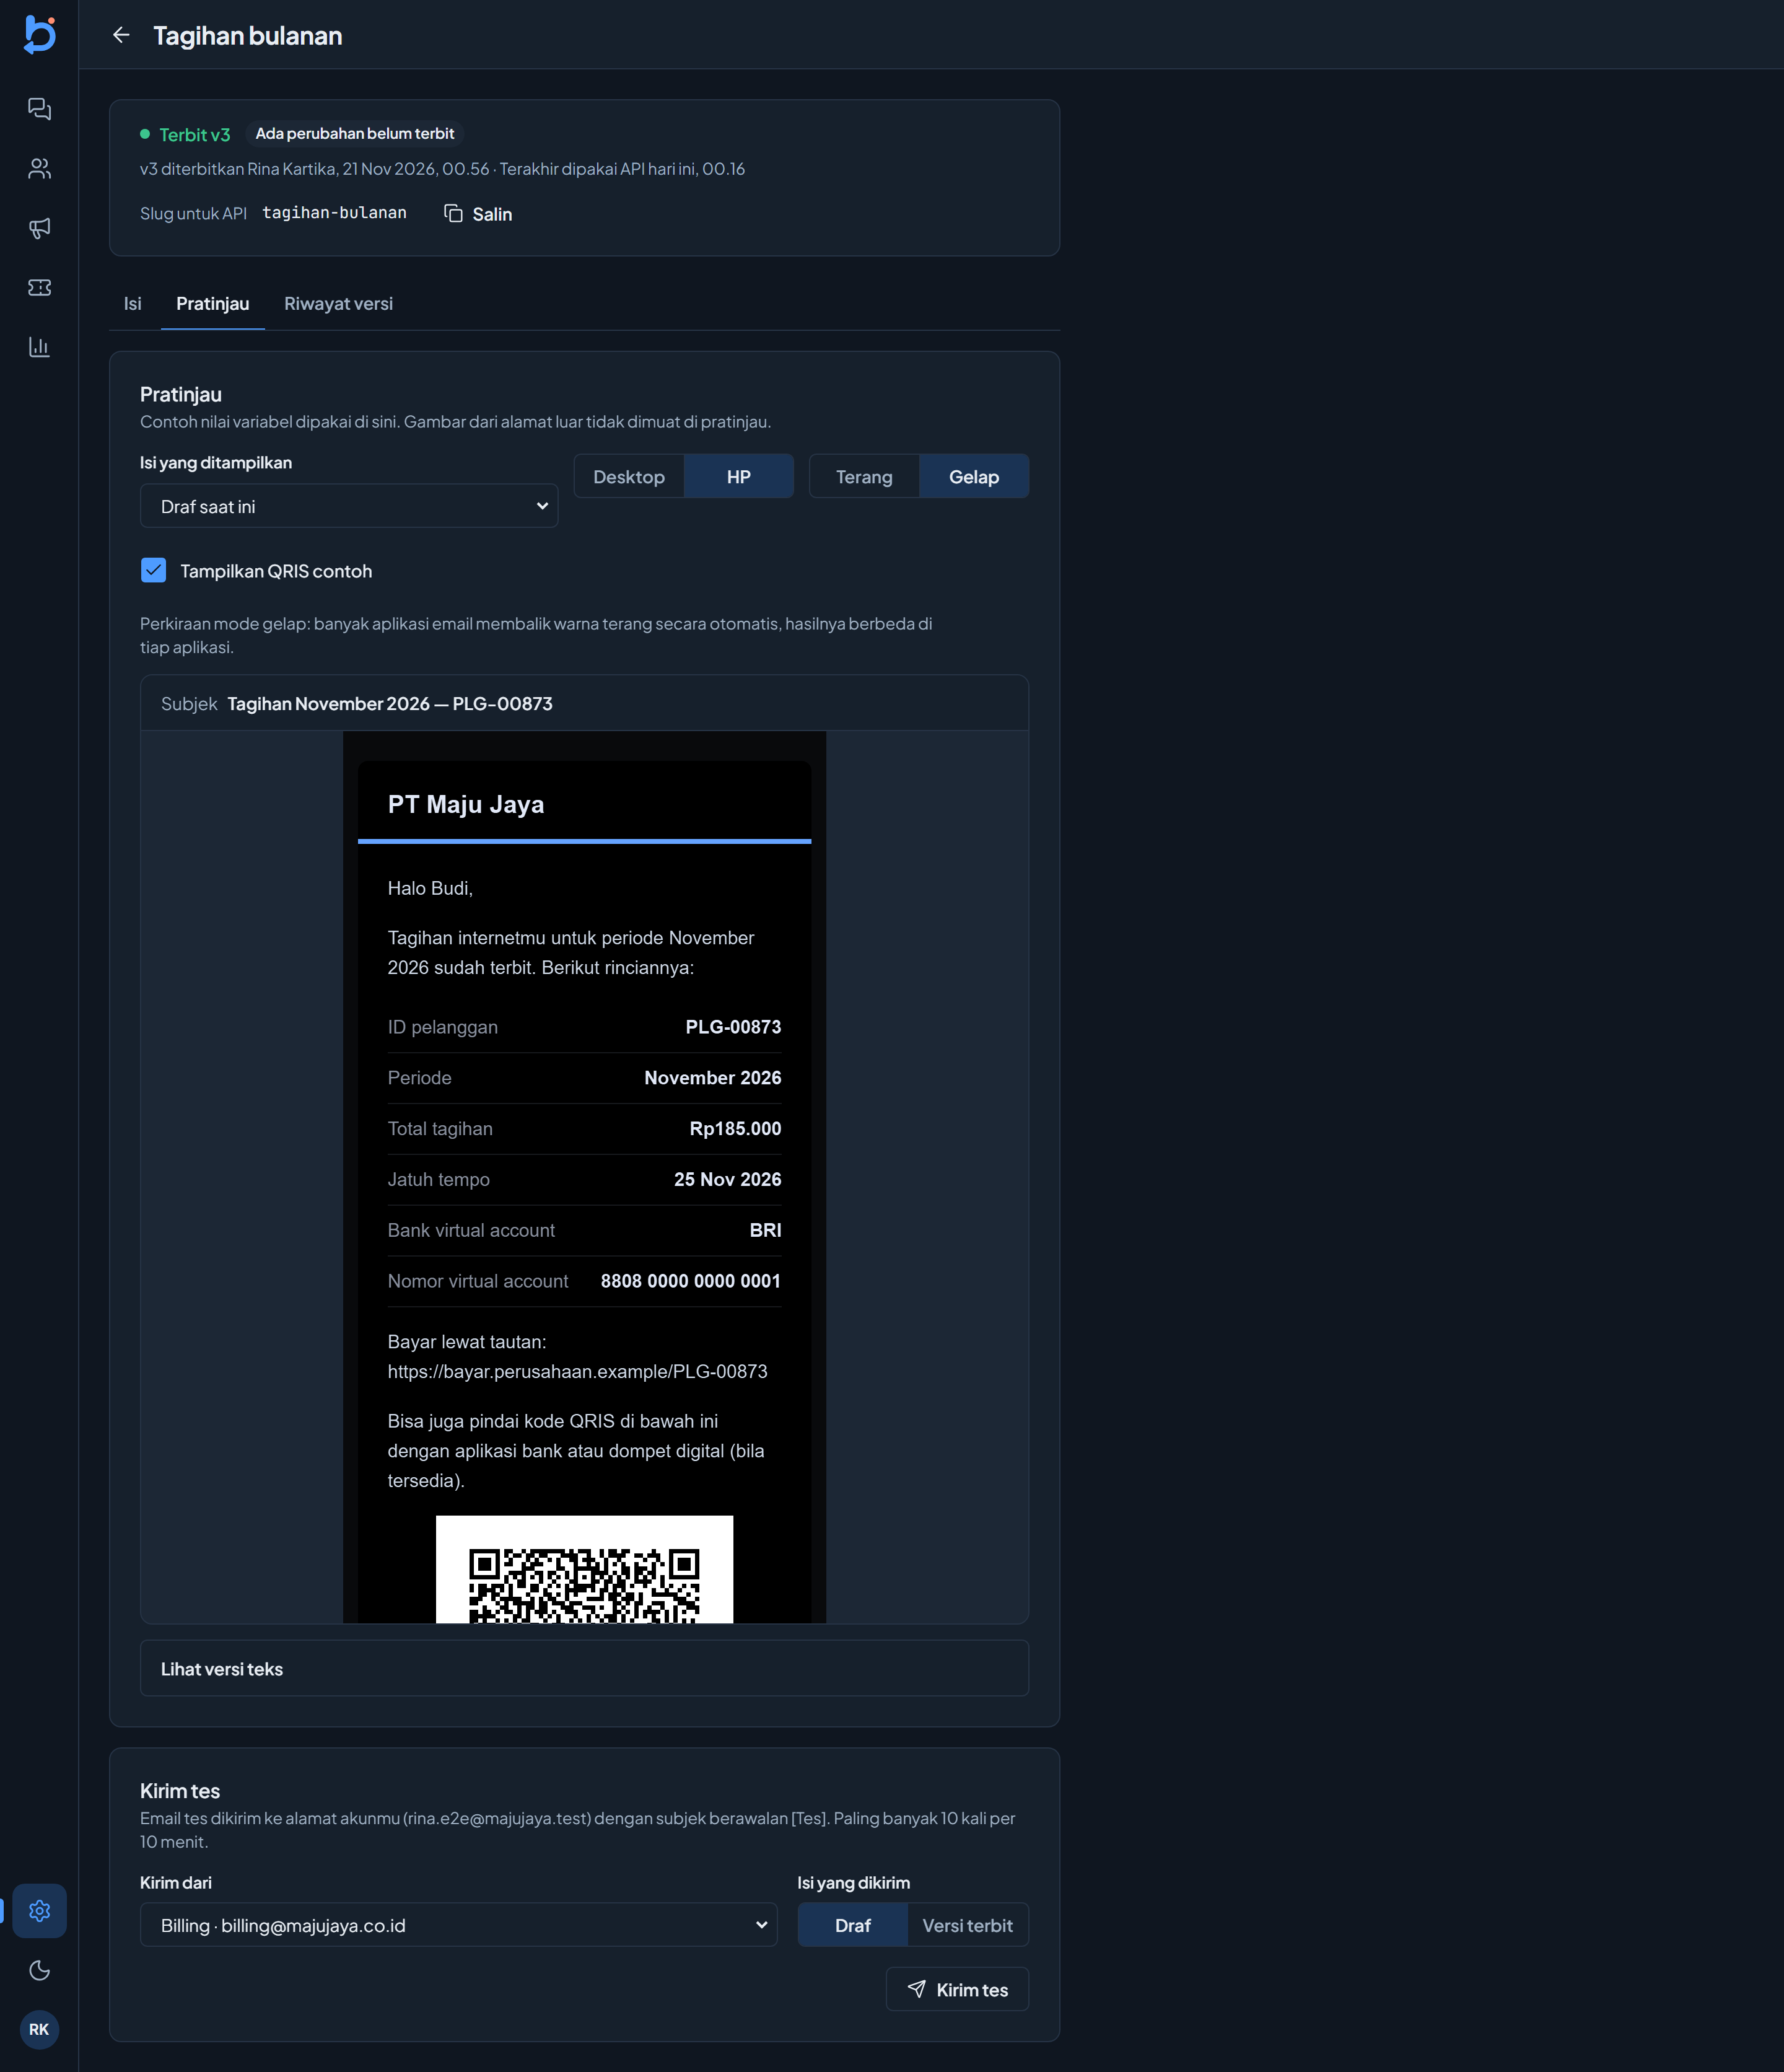 Tagihan bulanan
Terbit v3
Ada perubahan belum terbit
v3 diterbitkan Rina Kartika, 21 Nov 2026, 00.56 · Terakhir dipakai API hari ini, 00.16
Slug untuk API tagihan-bulanan Salin
Isi
Pratinjau
Riwayat versi
Pratinjau
Contoh nilai variabel dipakai di sini. Gambar dari alamat luar tidak dimuat di pratinjau.
Isi yang ditampilkan
Draf saat ini
Desktop
HP
Terang
Gelap
Tampilkan QRIS contoh
Perkiraan mode gelap: banyak aplikasi email membalik warna terang secara otomatis, hasilnya berbeda di
tiap aplikasi.
Subjek Tagihan November 2026 — PLG-00873
PT Maju Jaya
Halo Budi,
Tagihan internetmu untuk periode November
2026 sudah terbit. Berikut rinciannya:
ID pelanggan PLG-00873
Periode November 2026
Total tagihan Rp185.000
Jatuh tempo 25 Nov 2026
Bank virtual account BRI
Nomor virtual account 8808 0000 0000 0001
Bayar lewat tautan:
https://bayar.perusahaan.example/PLG-00873
Bisa juga pindai kode QRIS di bawah ini
dengan aplikasi bank atau dompet digital (bila
tersedia).
Lihat versi teks
Kirim tes
Email tes dikirim ke alamat akunmu (rina.e2e@majujaya.test) dengan subjek berawalan [Tes]. Paling banyak 10 kali per
10 menit.
Kirim dari
Billing · billing@majujaya.co.id
Isi yang dikirim
Draf
Versi terbit
Kirim tes
RK